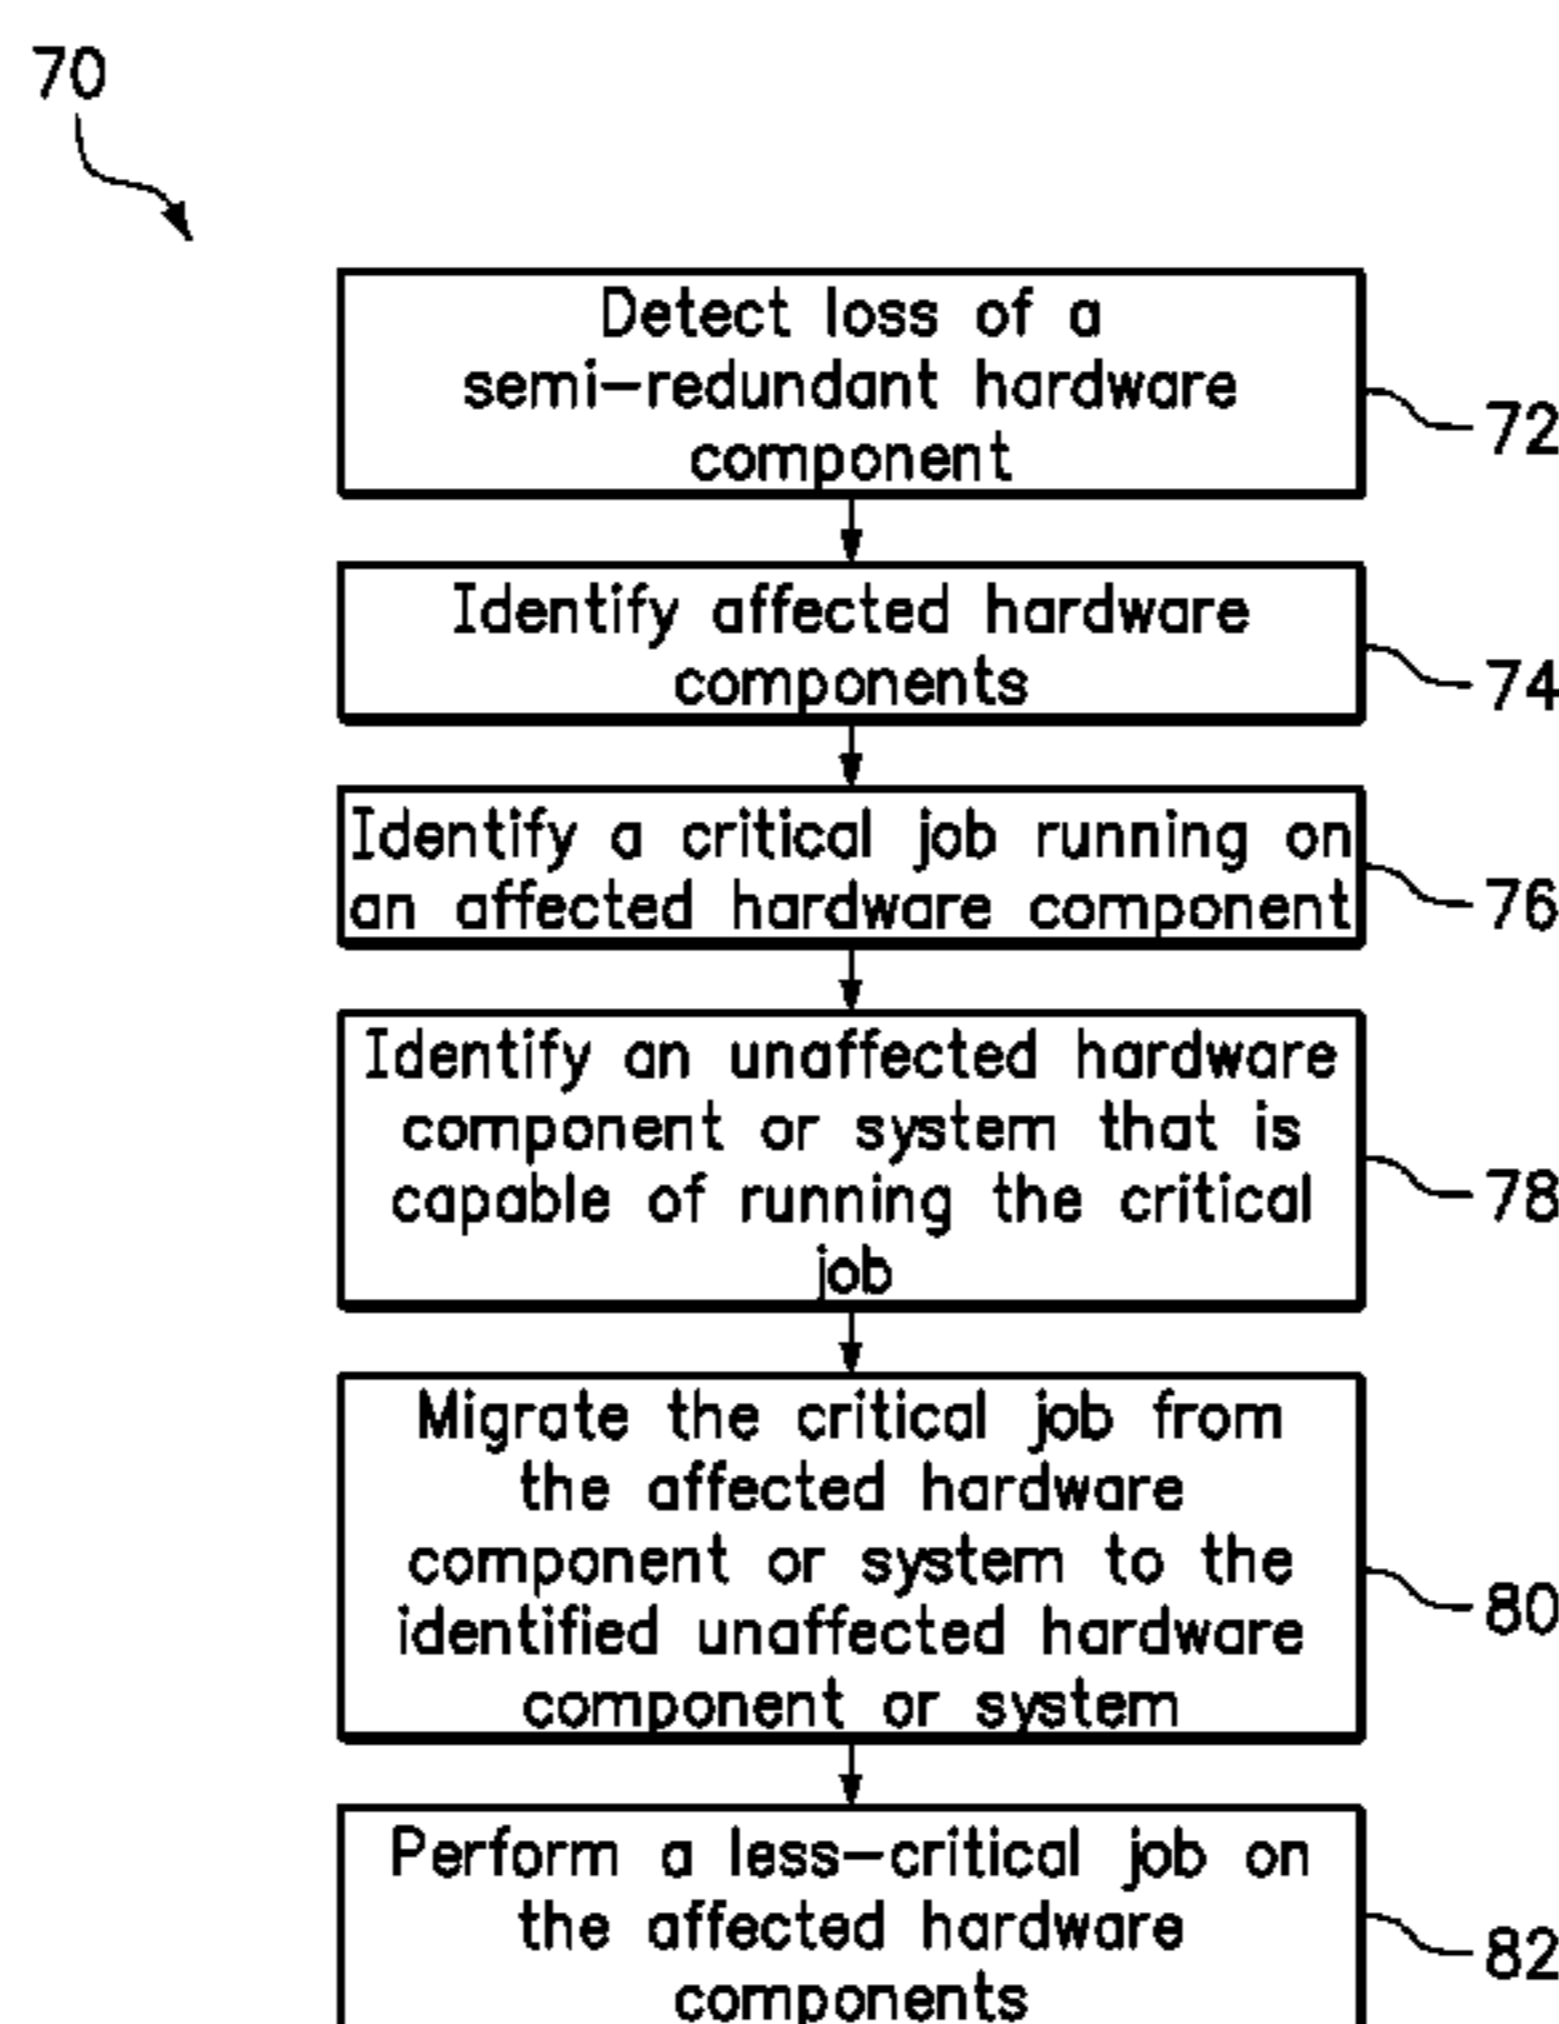 70
Detect loss of a
semi-redundant hardware
component
72
Identify affected hardware
components
74
Identify a critical job running on
an affected hardware component
76
Identify an unaffected hardware
component or system that is
capable of running the critical
job
78
Migrate the critical job from
the affected hardware
component or system to the
identified unaffected hardware
component or system
80
Perform a less-critical job on
the affected hardware
components
82